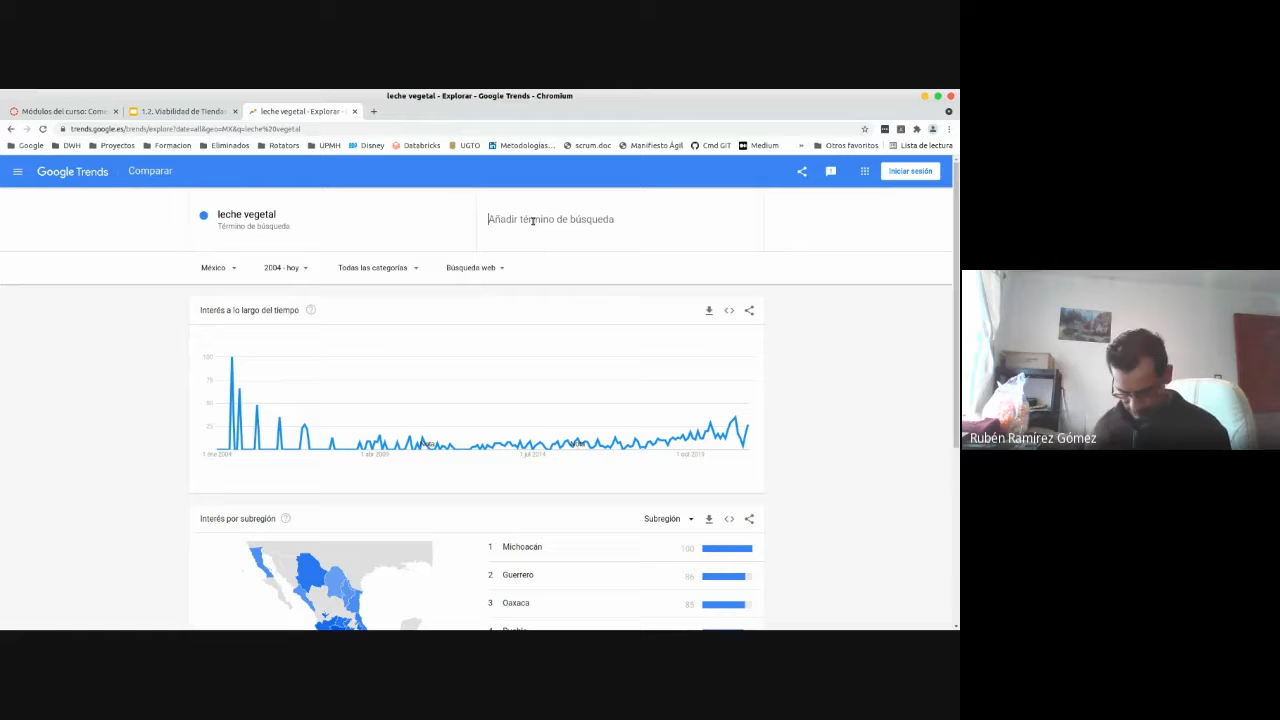 leche vegetal - Explorar - Google Trends - Chromium
Módulos del curso: Come
1.2. Viabilidad de Tiendas
leche vegetal - Explorar -
trends.google.es/trends/explore?date=all&geo=MX&q=leche%20vegetal
Google DWH Proyectos Formacion Eliminados Rotators UPMH Disney Databricks UGTO Metodologías... scrum.doc Manifiesto Ágil Cmd GIT Medium » Otros favoritos Lista de lectura
Google Trends Comparar Iniciar sesión
leche vegetal
Término de búsqueda
Añadir término de búsqueda
México 2004 - hoy Todas las categorías Búsqueda web
Interés a lo largo del tiempo
100
75
50
25
Nota Nota
1 ene 2004 1 abr 2009 1 jul 2014 1 oct 2019
Interés por subregión Subregión
1 Michoacán 100
2 Guerrero 86
3 Oaxaca 85
Rubén Ramírez Gómez